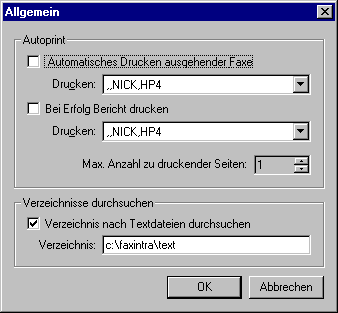 Allgemein
Autoprint
Automatisches Drucken ausgehender Faxe
Drucken: ,,NICK,HP4
Bei Erfolg Bericht drucken
Drucken: ,,NICK,HP4
Max. Anzahl zu druckender Seiten: 1
Verzeichnisse durchsuchen
Verzeichnis nach Textdateien durchsuchen
Verzeichnis: c:\faxintra\text
OK Abbrechen